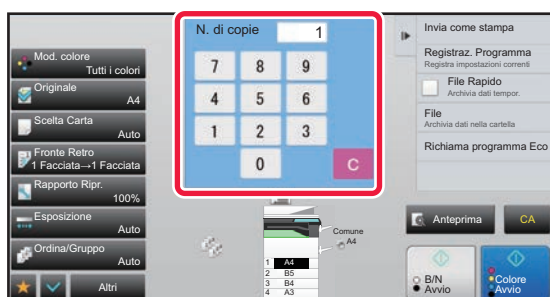 N. di copie 1
7 8 9
4 5 6
1 2 3
0 C
Mod. colore
Tutti i colori
Originale
A4
Scelta Carta
Auto
Fronte Retro
1 Facciata→1 Facciata
Rapporto Ripr.
100%
Esposizione
Auto
Ordina/Gruppo
Auto
Altri
Comune
A4
1 A4
2 B5
3 B4
4 A3
Invia come stampa
Registraz. Programma
Registra impostazioni correnti
File Rapido
Archivia dati tempor.
File
Archivia dati nella cartella
Richiama programma Eco
Anteprima
CA
B/N
Avvio
Colore
Avvio